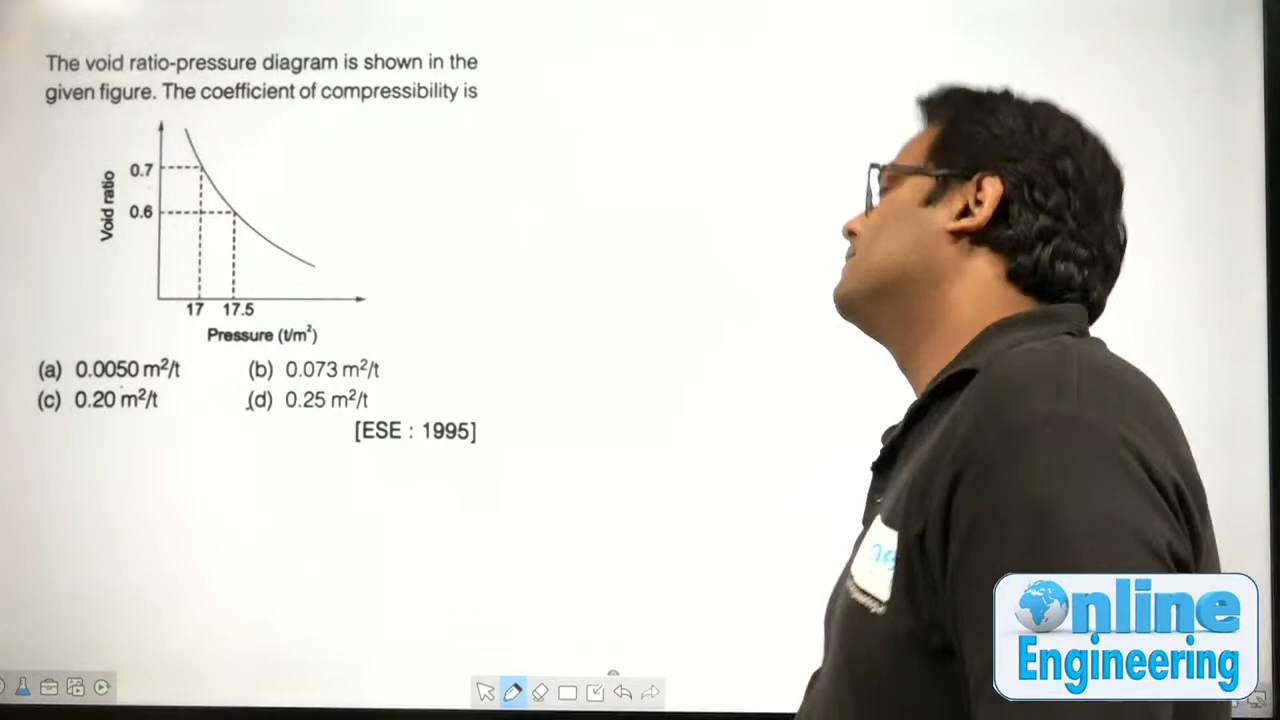 The void ratio-pressure diagram is shown in the
given figure. The coefficient of compressibility is
0.7
0.6
Void ratio
17 17.5
Pressure (t/m²)
(a) 0.0050 m²/t (b) 0.073 m²/t
(c) 0.20 m²/t (d) 0.25 m²/t
[ESE : 1995]
Online
Engineering